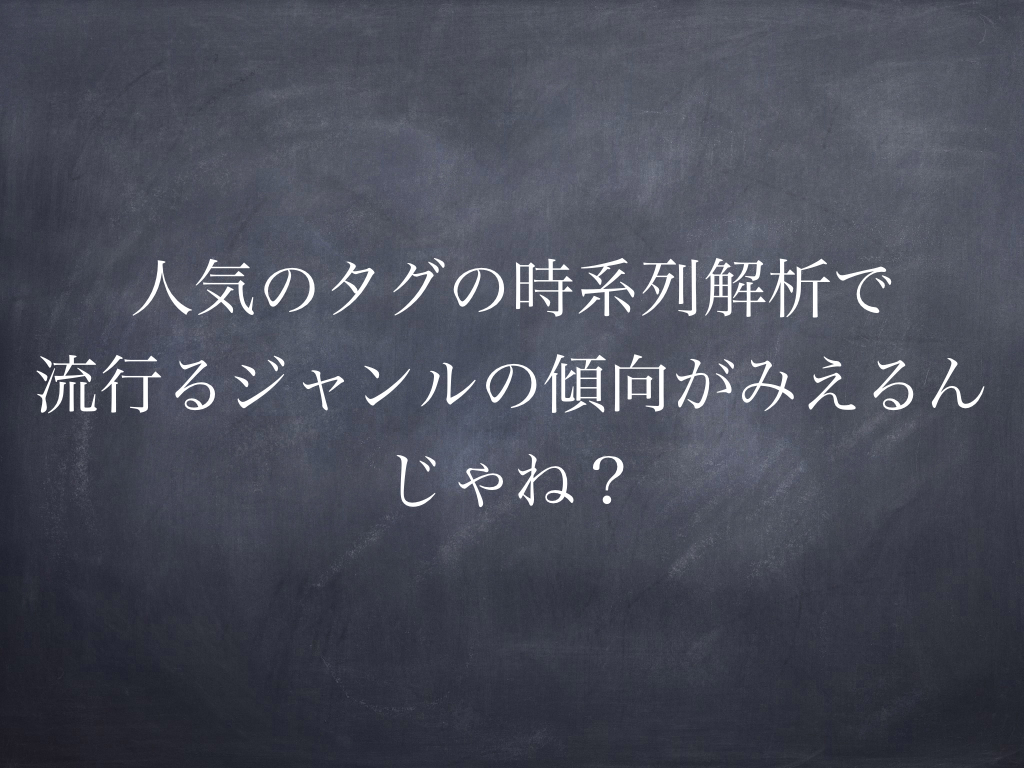 人気のタグの時系列解析で
流行るジャンルの傾向がみえるん
じゃね？